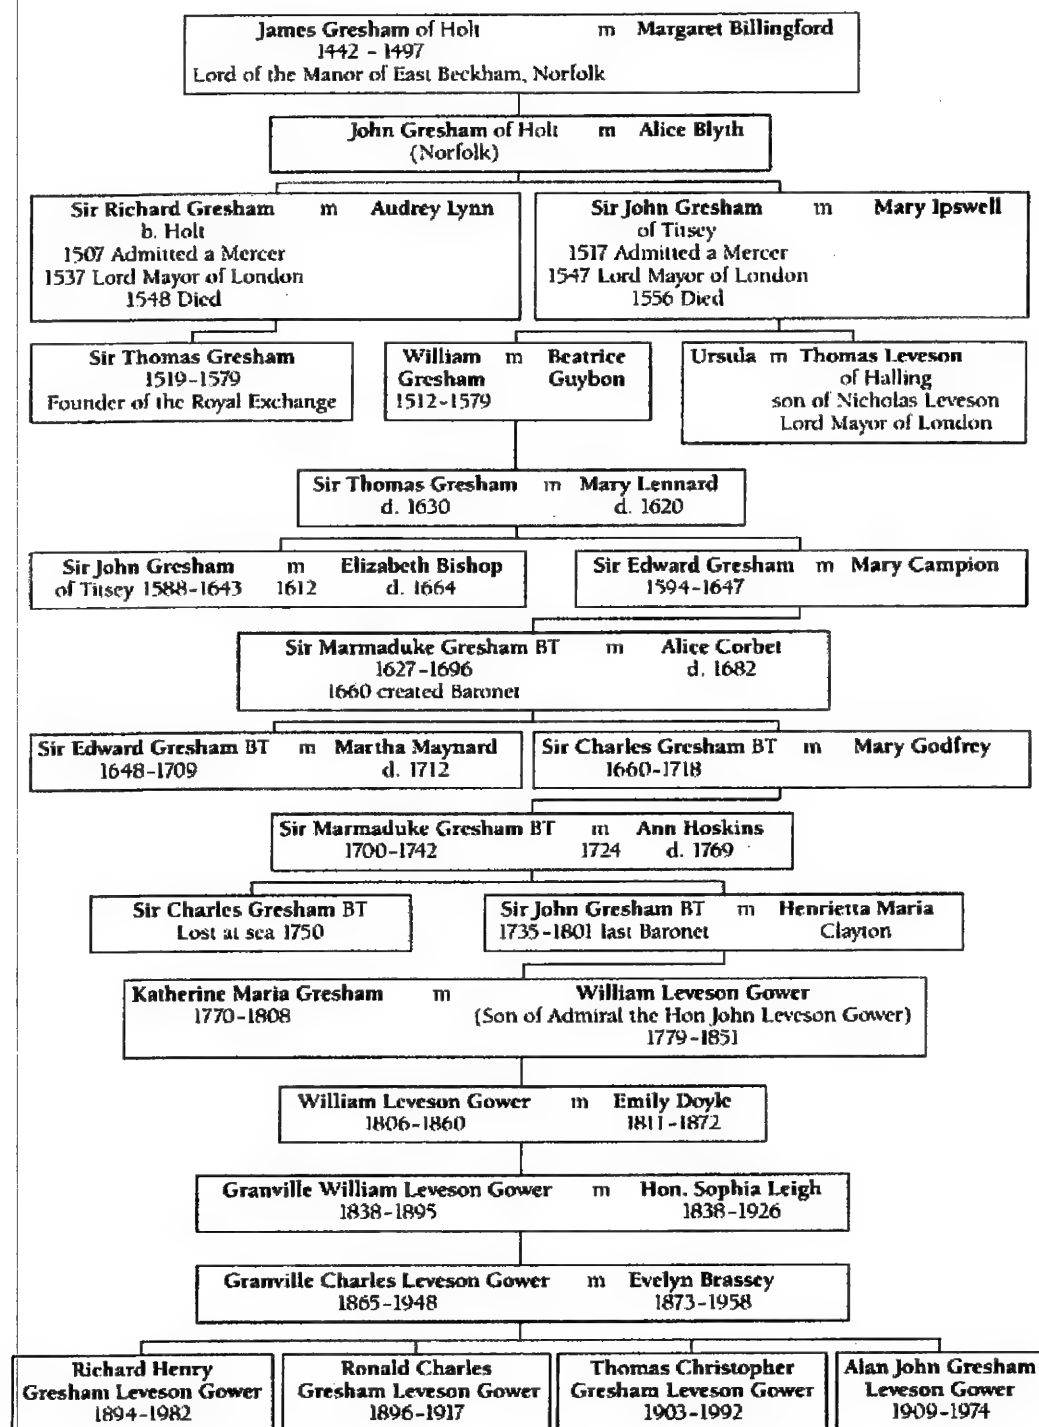 James Gresham of Holt m Margaret Billingford
1442 - 1497
Lord of the Manor of East Beckham, Norfolk
John Gresham of Holt m Alice Blyth
(Norfolk)
Sir Richard Gresham m Audrey Lynn
b. Holt
1507 Admitted a Mercer
1537 Lord Mayor of London
1548 Died
Sir John Gresham m Mary Ipswell
of Titsey
1517 Admitted a Mercer
1547 Lord Mayor of London
1556 Died
Sir Thomas Gresham
1519-1579
Founder of the Royal Exchange
William m Beatrice
Gresham Guybon
1512-1579
Ursula m Thomas Leveson
of Halling
son of Nicholas Leveson
Lord Mayor of London
Sir Thomas Gresham m Mary Lennard
d. 1630 d. 1620
Sir John Gresham m Elizabeth Bishop
of Titsey 1588-1643 1612 d. 1664
Sir Edward Gresham m Mary Campion
1594-1647
Sir Marmaduke Gresham BT m Alice Corbet
1627-1696 d. 1682
1660 created Baronet
Sir Edward Gresham BT m Martha Maynard
1648-1709 d. 1712
Sir Charles Gresham BT m Mary Godfrey
1660-1718
Sir Marmaduke Gresham BT m Ann Hoskins
1700-1742 1724 d. 1769
Sir Charles Gresham BT
Lost at sea 1750
Sir John Gresham BT m Henrietta Maria
1735-1801 last Baronet Clayton
Katherine Maria Gresham m William Leveson Gower
1770-1808 (Son of Admiral the Hon John Leveson Gower)
1779-1851
William Leveson Gower m Emily Doyle
1806-1860 1811-1872
Granville William Leveson Gower m Hon. Sophia Leigh
1838-1895 1838-1926
Granville Charles Leveson Gower m Evelyn Brassey
1865-1948 1873-1958
Richard Henry
Gresham Leveson Gower
1894-1982
Ronald Charles
Gresham Leveson Gower
1896-1917
Thomas Christopher
Gresham Leveson Gower
1903-1992
Alan John Gresham
Leveson Gower
1909-1974